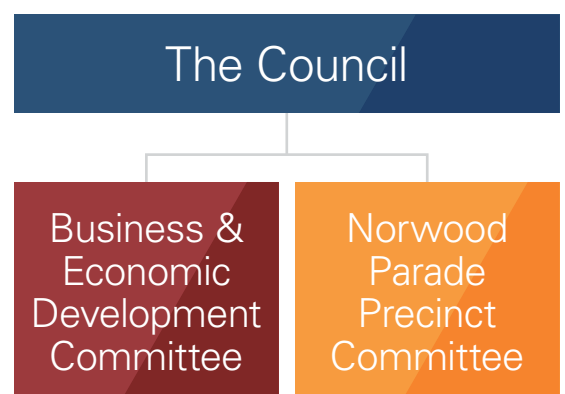 The Council
Business &
Economic
Development
Committee
Norwood
Parade
Precinct
Committee